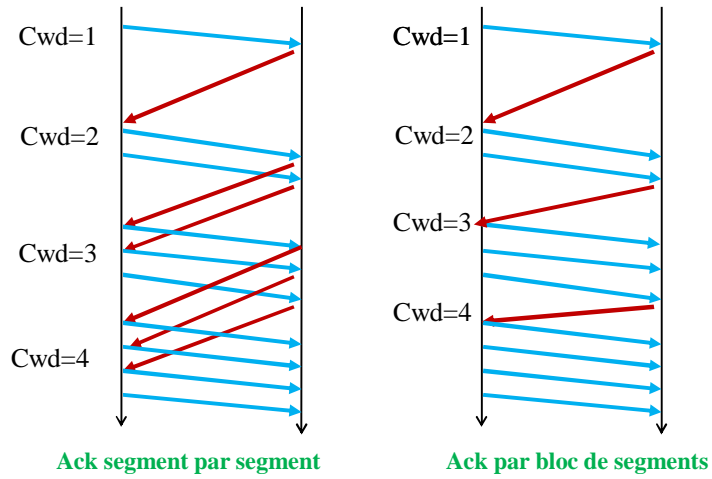 Cwd=1
Cwd=2
Cwd=3
Cwd=4
Ack segment par segment
Cwd=1
Cwd=2
Cwd=3
Cwd=4
Ack par bloc de segments